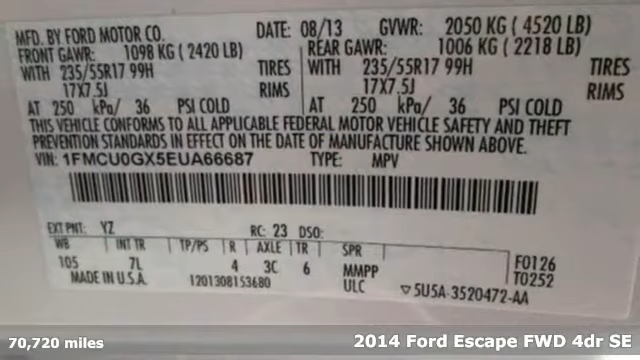 MFD. BY FORD MOTOR CO. DATE: 08/13 GVWR: 2050 KG ( 4520 LB)
FRONT GAWR: 1098 KG ( 2420 LB) REAR GAWR: 1006 KG ( 2218 LB)
WITH 235/55R17 99H TIRES WITH 235/55R17 99H TIRES
17X7.5J RIMS 17X7.5J RIMS
AT 250 kPa/ 36 PSI COLD AT 250 kPa/ 36 PSI COLD
THIS VEHICLE CONFORMS TO ALL APPLICABLE FEDERAL MOTOR VEHICLE SAFETY AND THEFT
PREVENTION STANDARDS IN EFFECT ON THE DATE OF MANUFACTURE SHOWN ABOVE.
VIN: 1FMCU0GX5EUA66687 TYPE: MPV
EXT PNT: YZ RC: 23 DSO:
WB INT TR TP/PS R AXLE TR SPR
105 7L 4 3C 6 MMPP F0126
MADE IN U.S.A. 1201308153680 ULC ▽5U5A-3520472-AA T0252
70,720 miles
2014 Ford Escape FWD 4dr SE